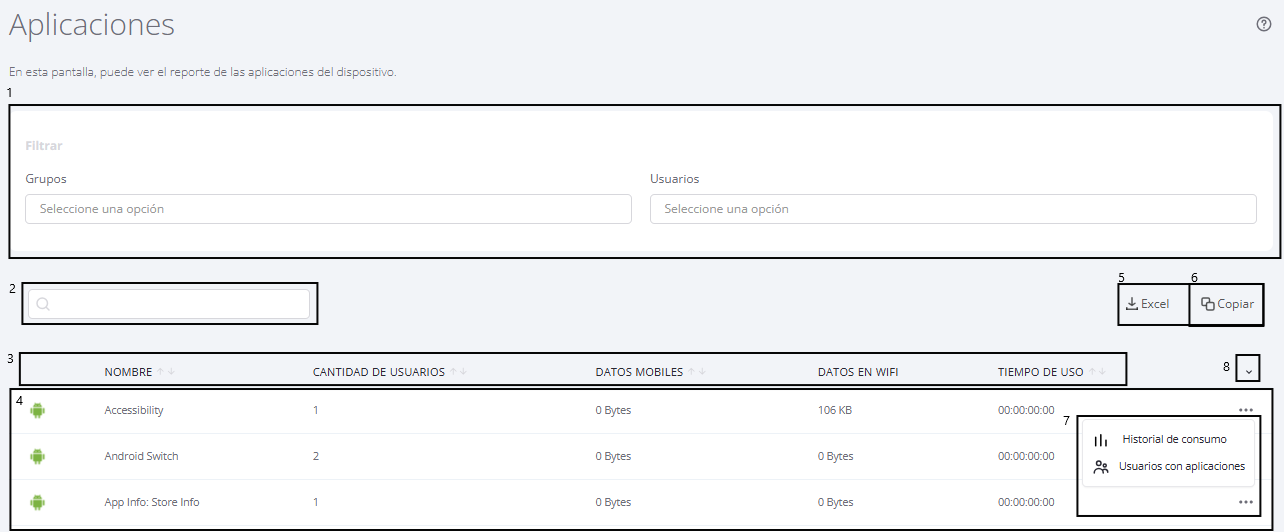 Aplicaciones
En esta pantalla, puede ver el reporte de las aplicaciones del dispositivo.
1
Filtrar
Grupos Usuarios
Seleccione una opción Seleccione una opción
5 6
2
Excel Copiar
3
NOMBRE CANTIDAD DE USUARIOS DATOS MOBILES DATOS EN WIFI TIEMPO DE USO 8
4
Accessibility 1 0 Bytes 106 KB 00:00:00:00
7
Historial de consumo
Android Switch 2 0 Bytes 0 Bytes 00:00:00:00
Usuarios con aplicaciones
App Info: Store Info 1 0 Bytes 0 Bytes 00:00:00:00